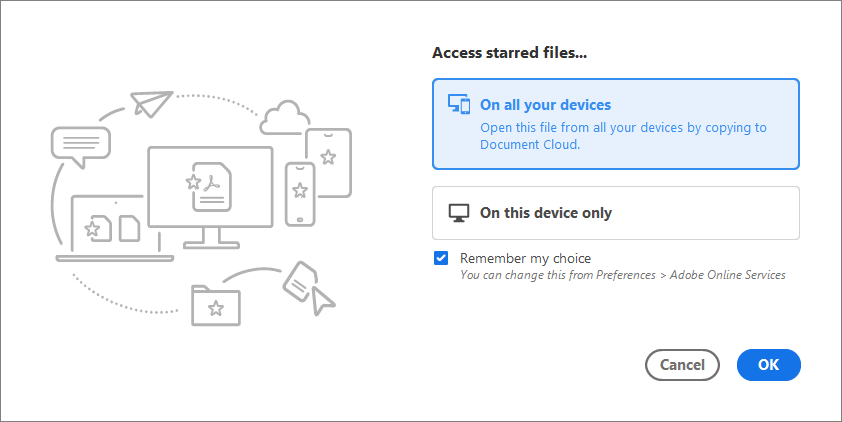 Access starred files...
On all your devices
Open this file from all your devices by copying to
Document Cloud.
On this device only
Remember my choice
You can change this from Preferences > Adobe Online Services
Cancel
OK